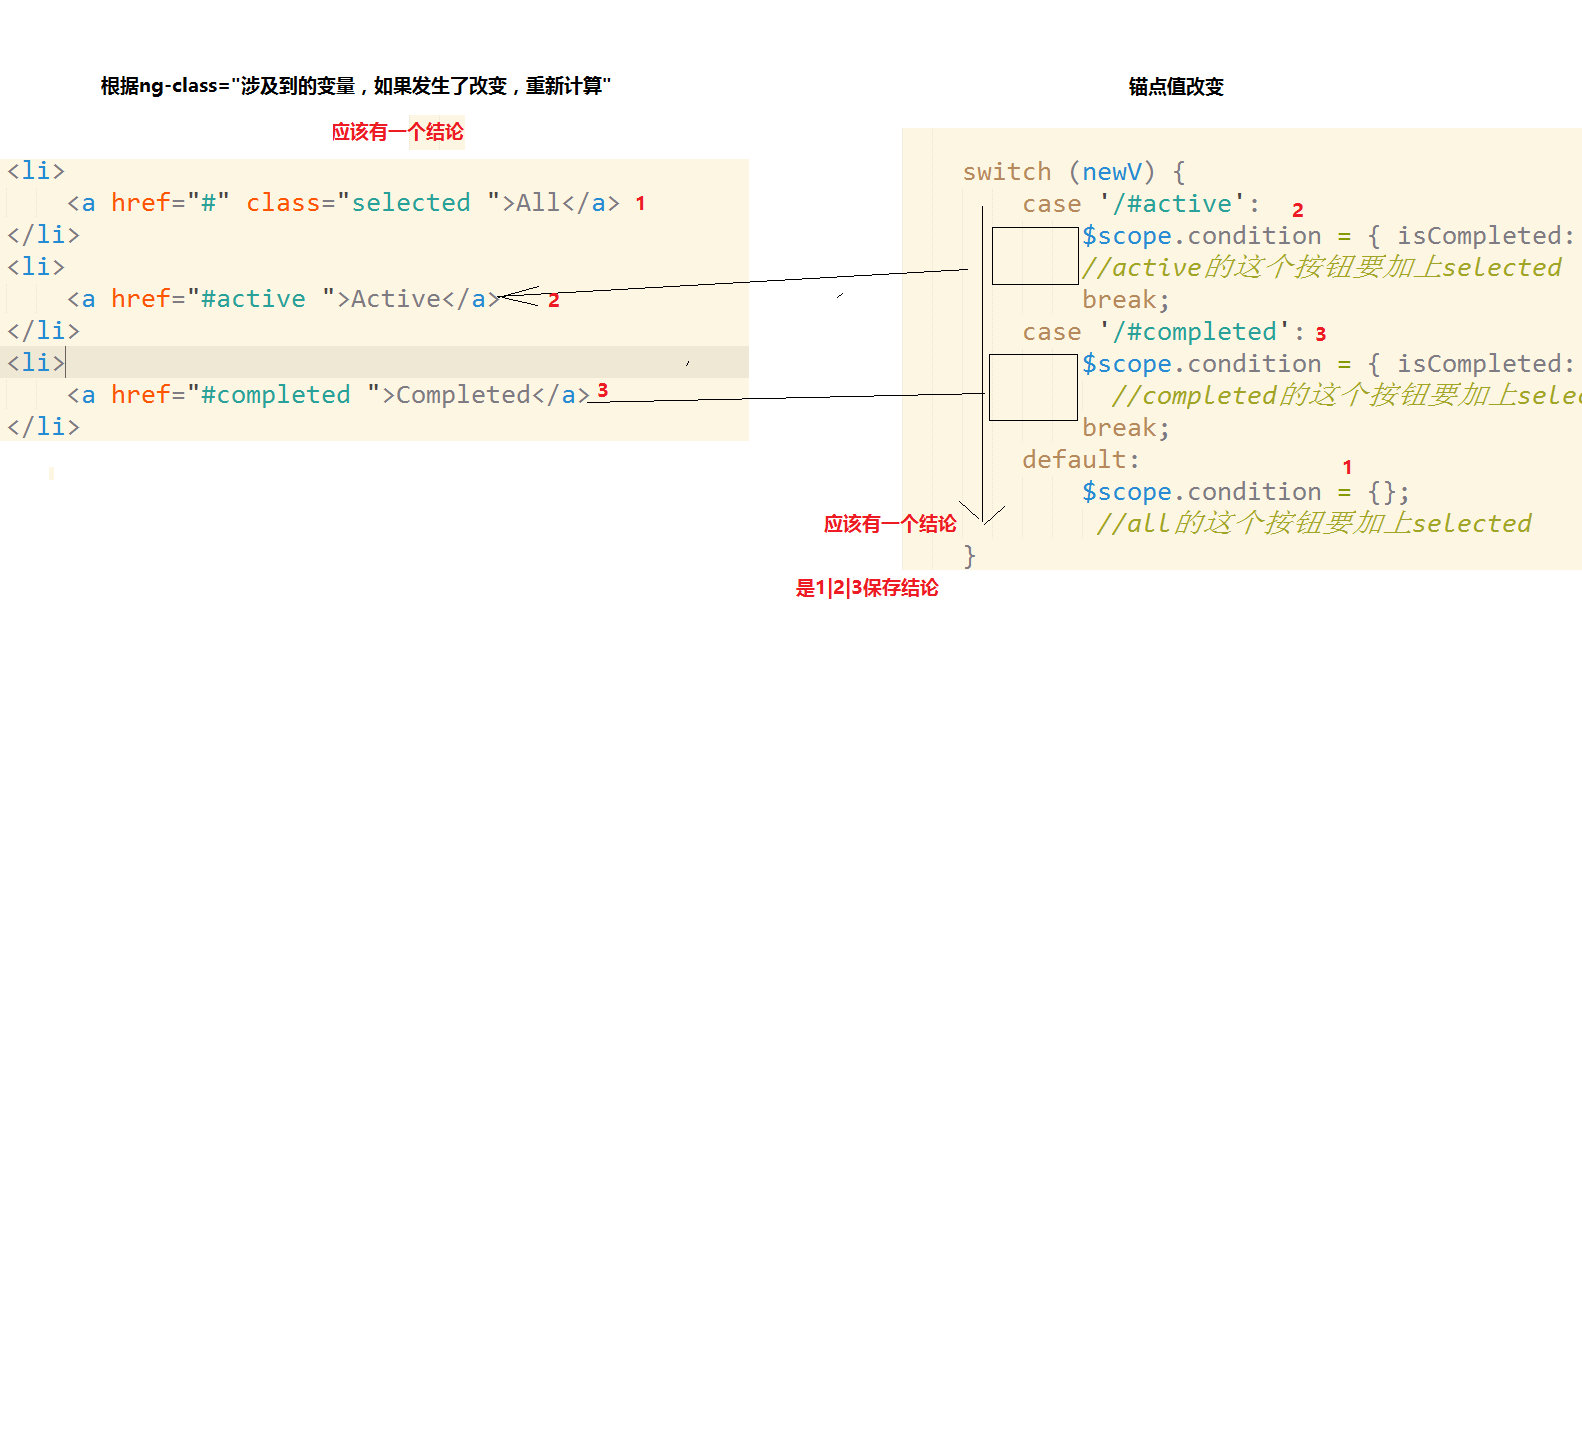 根据ng-class="涉及到的变量，如果发生了改变，重新计算"
应该有一个结论
<li>
<a href="#" class="selected ">All</a> 1
</li>
<li>
<a href="#active ">Active</a> 2
</li>
<li>
<a href="#completed ">Completed</a> 3
</li>
锚点值改变
switch (newV) {
case '/#active': 2
$scope.condition = { isCompleted:
//active的这个按钮要加上selected
break;
case '/#completed': 3
$scope.condition = { isCompleted:
//completed的这个按钮要加上selec
break;
default:
1
$scope.condition = {};
//all的这个按钮要加上selected
}
应该有一个结论
是1|2|3保存结论